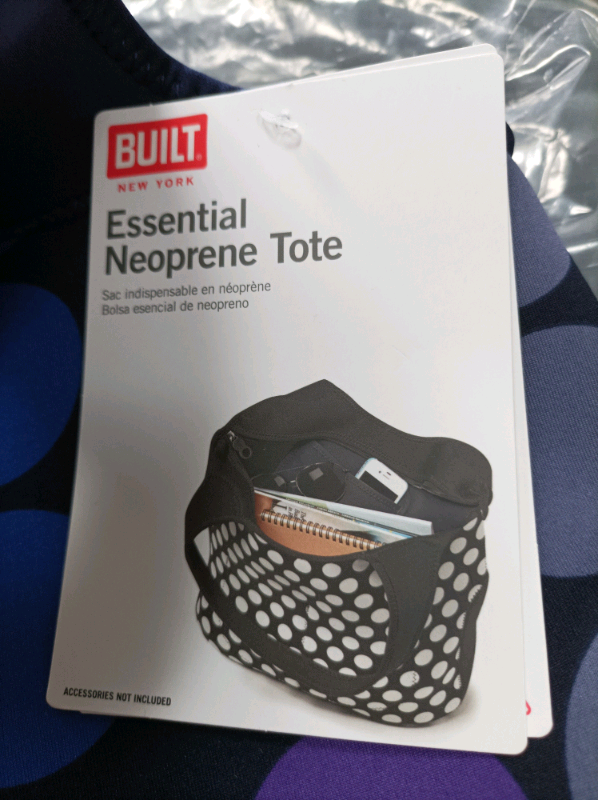 BUILT
NEW YORK
Essential
Neoprene Tote
Sac indispensable en néoprène
Bolsa esencial de neopreno
ACCESSORIES NOT INCLUDED